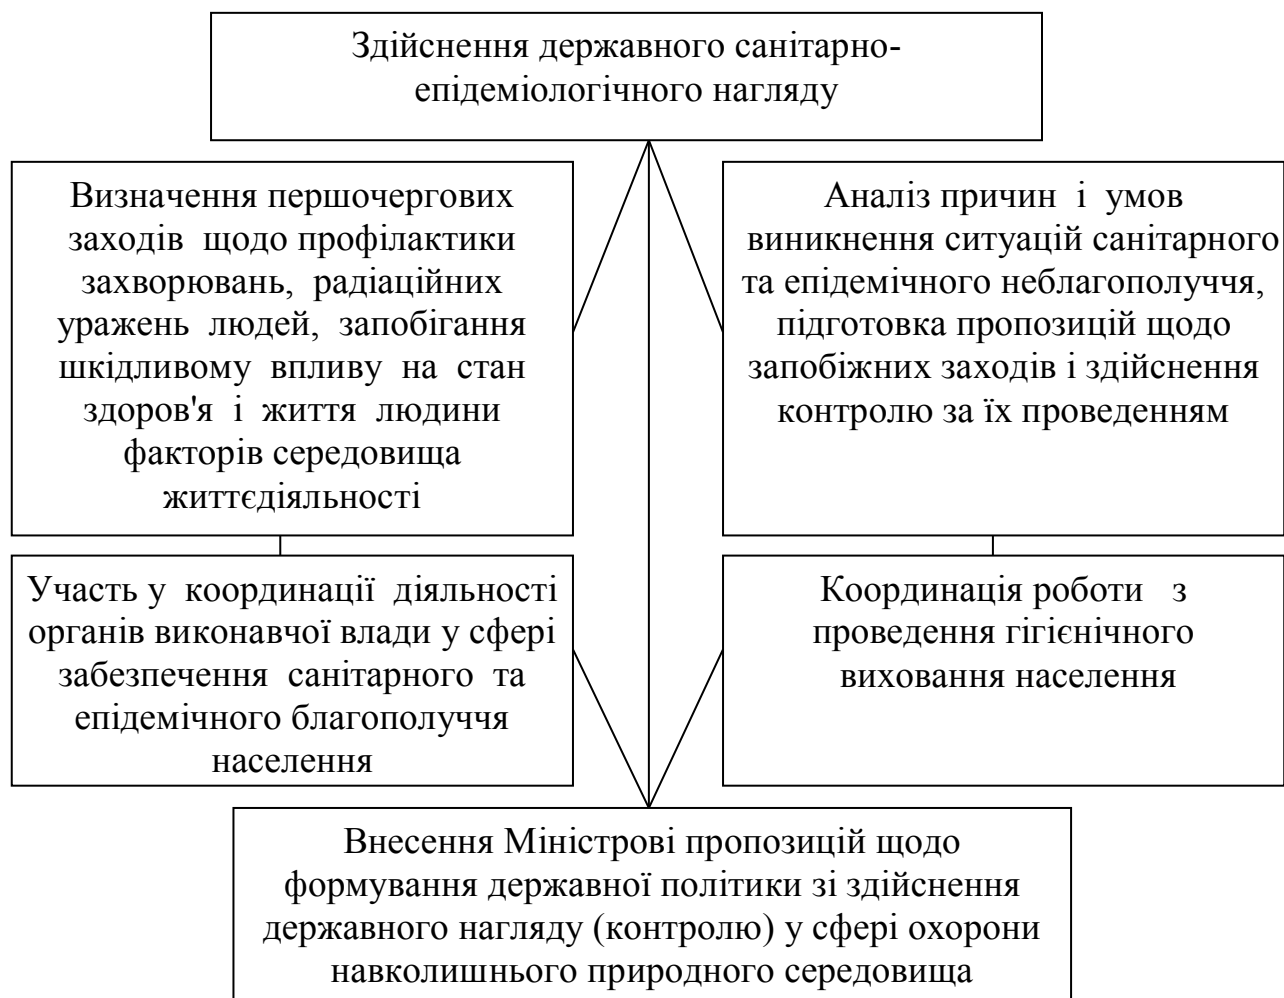 Здійснення державного санітарно-
епідеміологічного нагляду
Визначення першочергових
заходів щодо профілактики
захворювань, радіаційних
уражень людей, запобігання
шкідливому впливу на стан
здоров'я і життя людини
факторів середовища
життєдіяльності
Аналіз причин і умов
виникнення ситуацій санітарного
та епідемічного неблагополуччя,
підготовка пропозицій щодо
запобіжних заходів і здійснення
контролю за їх проведенням
Участь у координації діяльності
органів виконавчої влади у сфері
забезпечення санітарного та
епідемічного благополуччя
населення
Координація роботи з
проведення гігієнічного
виховання населення
Внесення Міністрові пропозицій щодо
формування державної політики зі здійснення
державного нагляду (контролю) у сфері охорони
навколишнього природного середовища